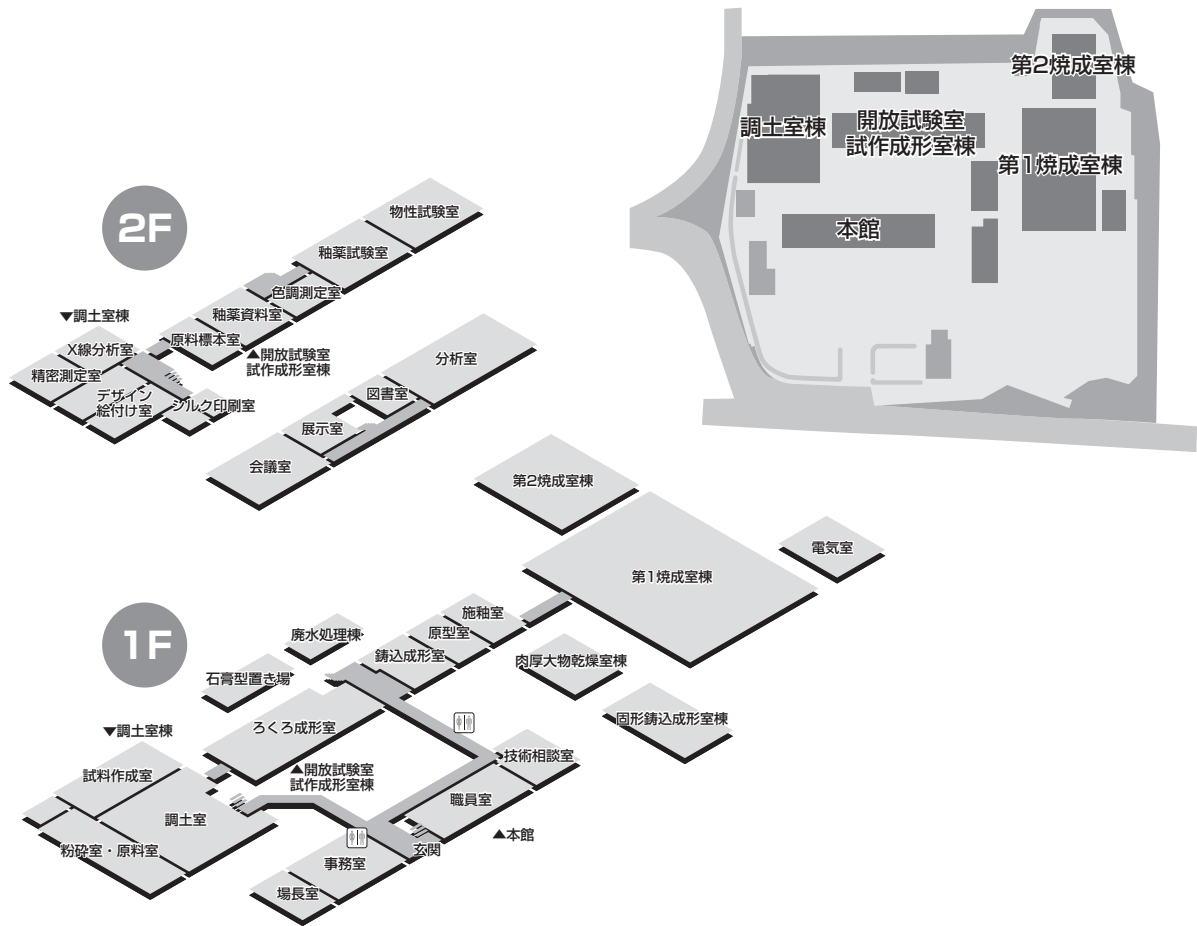 第2焼成室棟
調土室棟
開放試験室
試作成形室棟
第1焼成室棟
本館
2F
物性試験室
釉薬試験室
色調測定室
釉薬資料室
原料標本室
▼調土室棟
X線分析室
精密測定室
デザイン
絵付け室
シルク印刷室
▲開放試験室
試作成形室棟
分析室
図書室
展示室
会議室
1F
第2焼成室棟
第1焼成室棟
電気室
施釉室
原型室
鋳込成形室
廃水処理棟
石膏型置き場
肉厚大物乾燥室棟
固形鋳込成形室棟
ろくろ成形室
▼調土室棟
試料作成室
調土室
粉砕室・原料室
▲開放試験室
試作成形室棟
技術相談室
職員室
▲本館
玄関
事務室
場長室